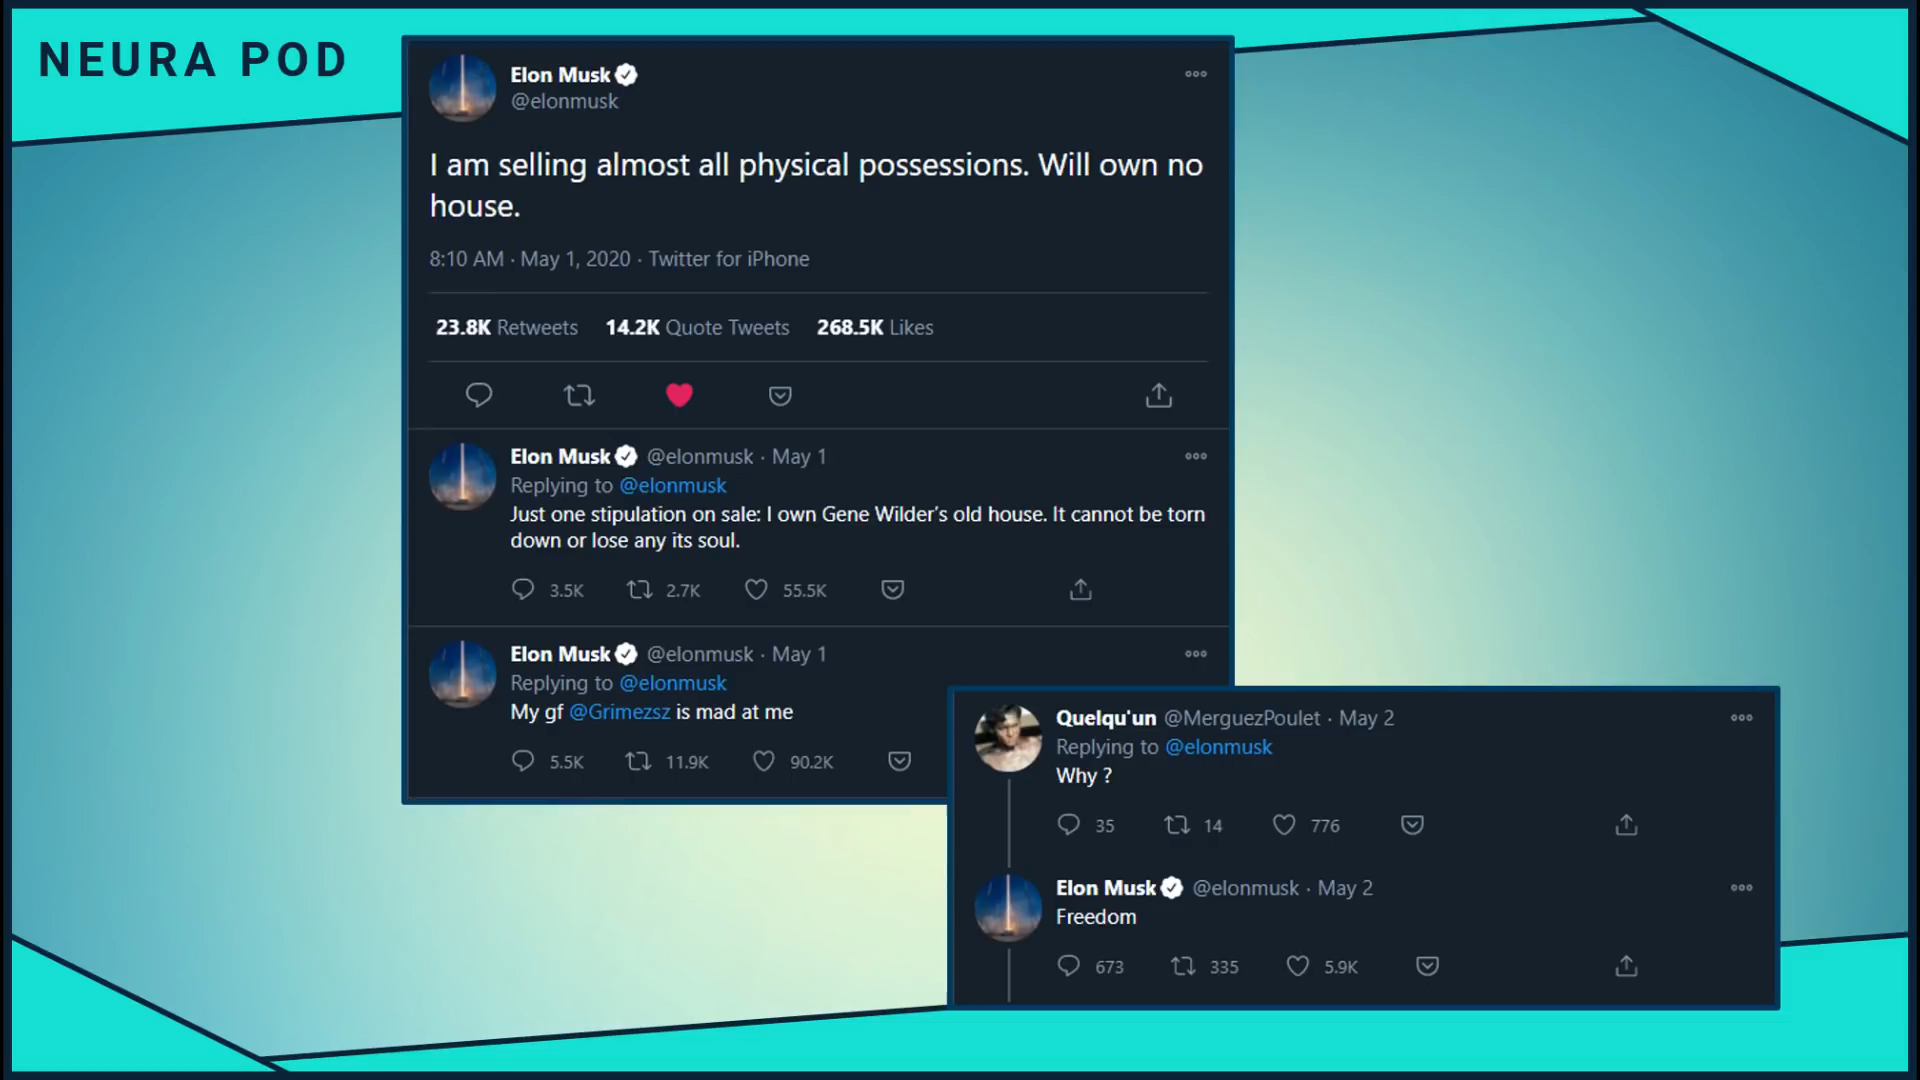 NEURA POD
Elon Musk
@elonmusk
I am selling almost all physical possessions. Will own no
house.
8:10 AM · May 1, 2020 · Twitter for iPhone
23.8K Retweets 14.2K Quote Tweets 268.5K Likes
Elon Musk @elonmusk · May 1
Replying to @elonmusk
Just one stipulation on sale: I own Gene Wilder's old house. It cannot be torn
down or lose any its soul.
3.5K 2.7K 55.5K
Elon Musk @elonmusk · May 1
Replying to @elonmusk
My gf @Grimezsz is mad at me
5.5K 11.9K 90.2K
Quelqu'un @MerguezPoulet · May 2
Replying to @elonmusk
Why ?
35 14 776
Elon Musk @elonmusk · May 2
Freedom
673 335 5.9K